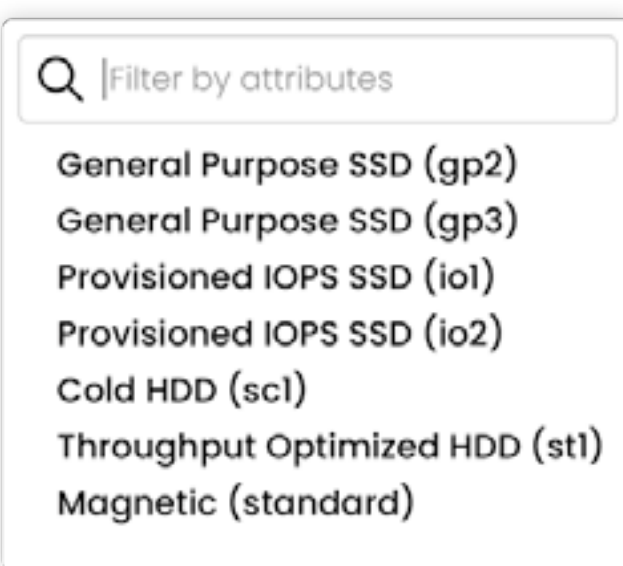 Filter by attributes
General Purpose SSD (gp2)
General Purpose SSD (gp3)
Provisioned IOPS SSD (io1)
Provisioned IOPS SSD (io2)
Cold HDD (sc1)
Throughput Optimized HDD (st1)
Magnetic (standard)